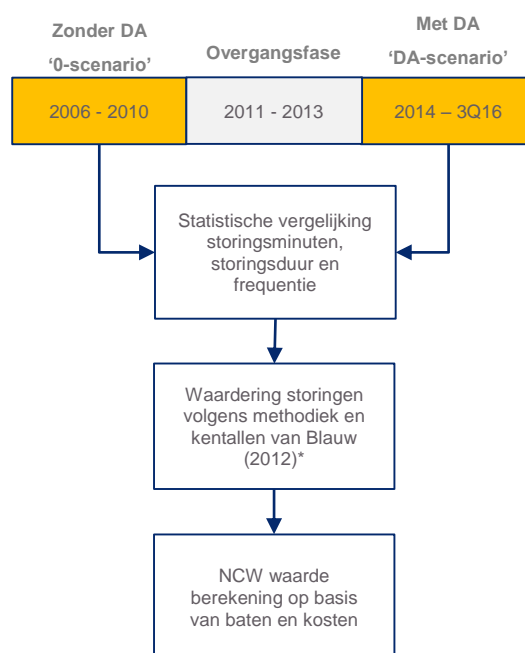 Zonder DA
‘0-scenario’
Overgangsfase
Met DA
‘DA-scenario’
2006 - 2010
2011 - 2013
2014 – 3Q16
Statistische vergelijking
storingsminuten,
storingsduur en
frequentie
Waardering storingen
volgens methodiek en
kentallen van Blauw
(2012)*
NCW waarde
berekening op basis
van baten en kosten